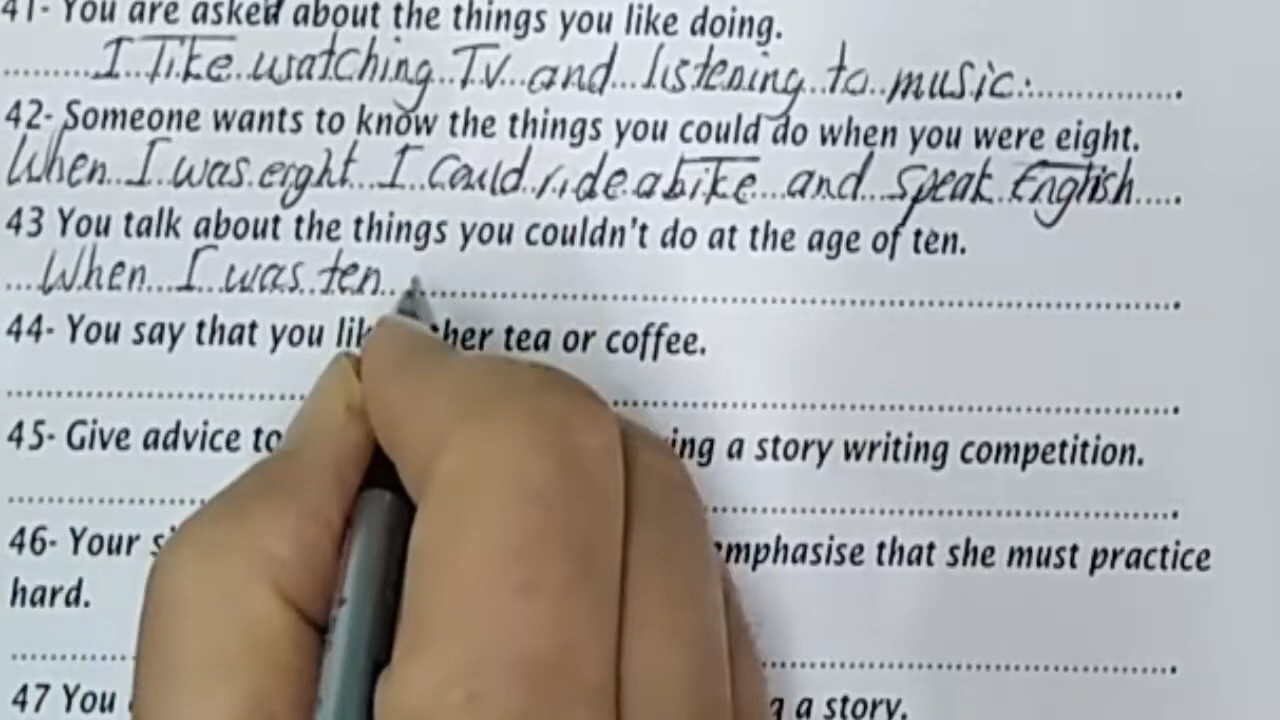 41- You are asked about the things you like doing.
I like watching TV and listening to music.
42- Someone wants to know the things you could do when you were eight.
When I was eight I could ride a bike and speak English
43 You talk about the things you couldn't do at the age of ten.
When I was ten
44- You say that you tea or coffee.
45- Give advice to a story writing competition.
46- Your emphasise that she must practice
hard.
47 You a story.